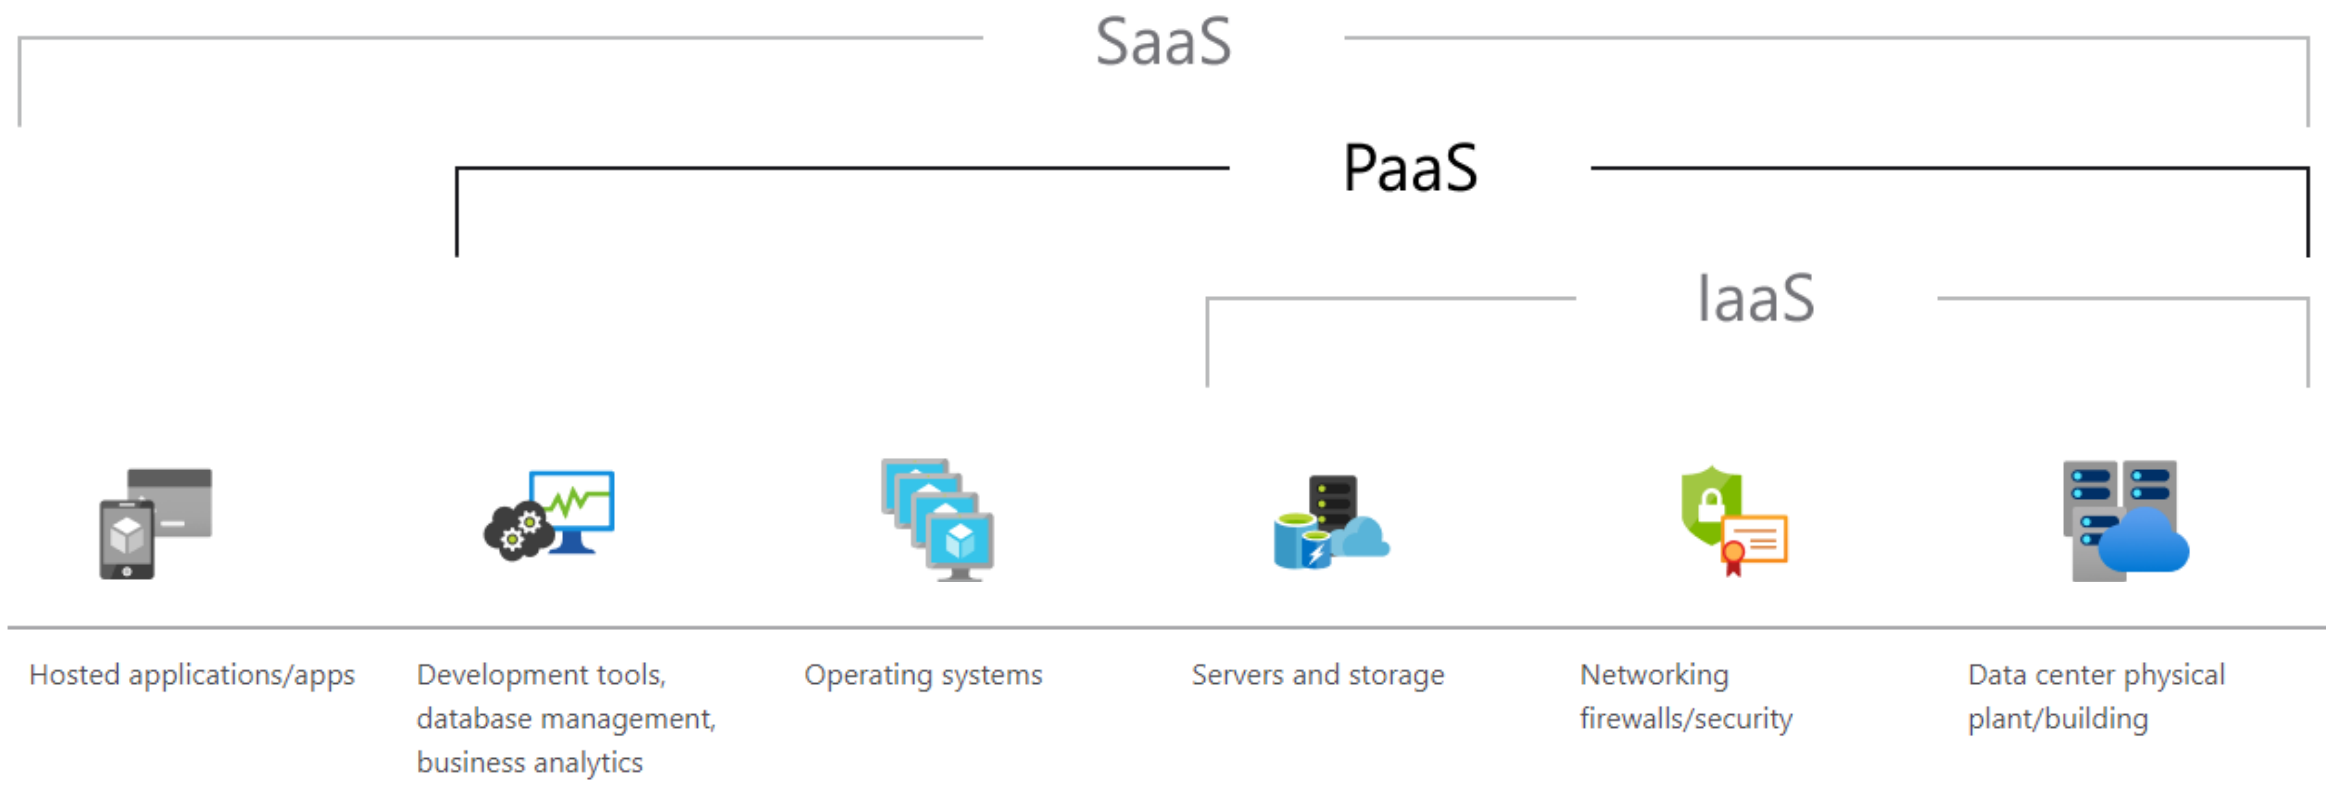 SaaS
PaaS
IaaS
Hosted applications/apps
Development tools,
database management,
business analytics
Operating systems
Servers and storage
Networking
firewalls/security
Data center physical
plant/building